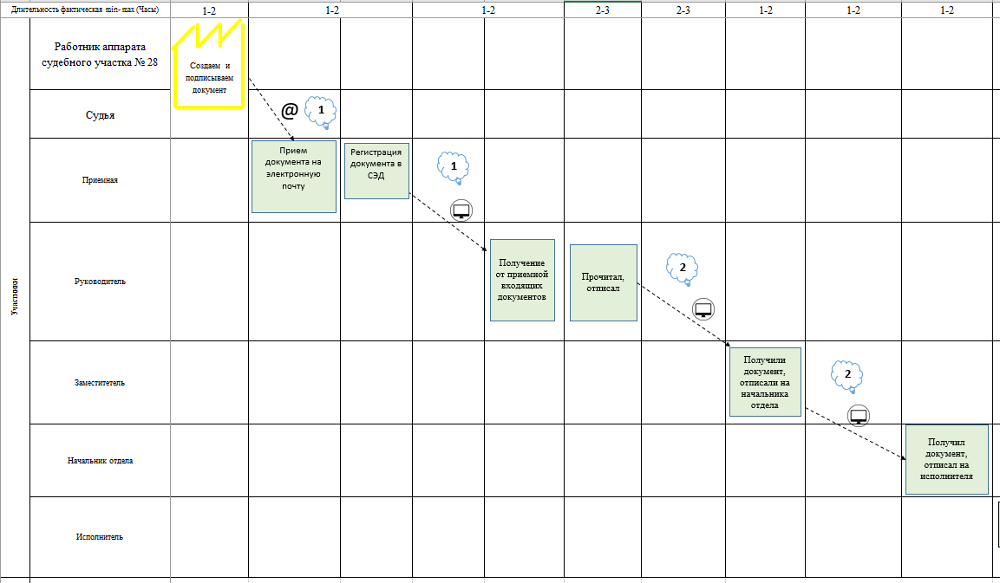 Длительность фактическая min- max (Часы)
1-2
1-2
1-2
2-3
2-3
1-2
1-2
1-2
Участники
Работник аппарата
судебного участка № 28
Создаем и
подписываем
документ
Судья
@
1
Приемная
Прием
документа на
электронную
почту
Регистрация
документа в
СЭД
1
Руководитель
Получение
от приемной
входящих
документов
Прочитал,
отписал
2
Заместитетель
Получили
документ,
отписали на
начальника
отдела
2
Начальник отдела
Получил
документ,
отписал на
исполнителя
Исполнитель